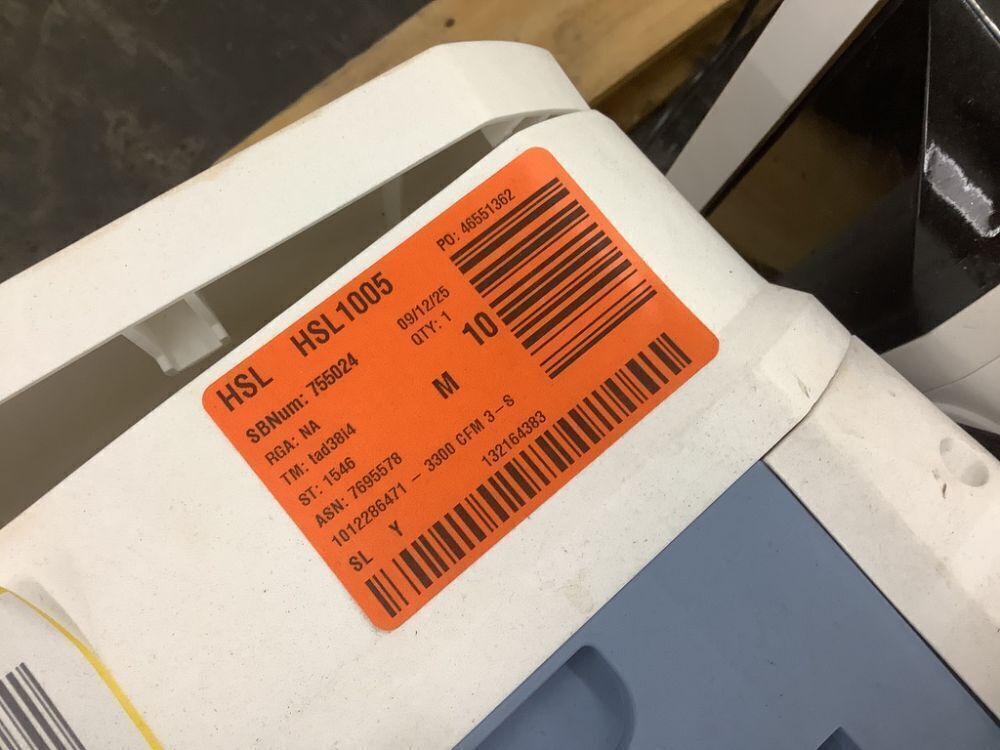 HSL HSL1005 PO: 46551362
SBNum: 755024 09/12/25
RGA: NA QTY: 1
TM: tad38i4 M 10
ST: 1546
ASN: 7695578
1012286471 - 3300 CFM 3-S
SL Y 132164383